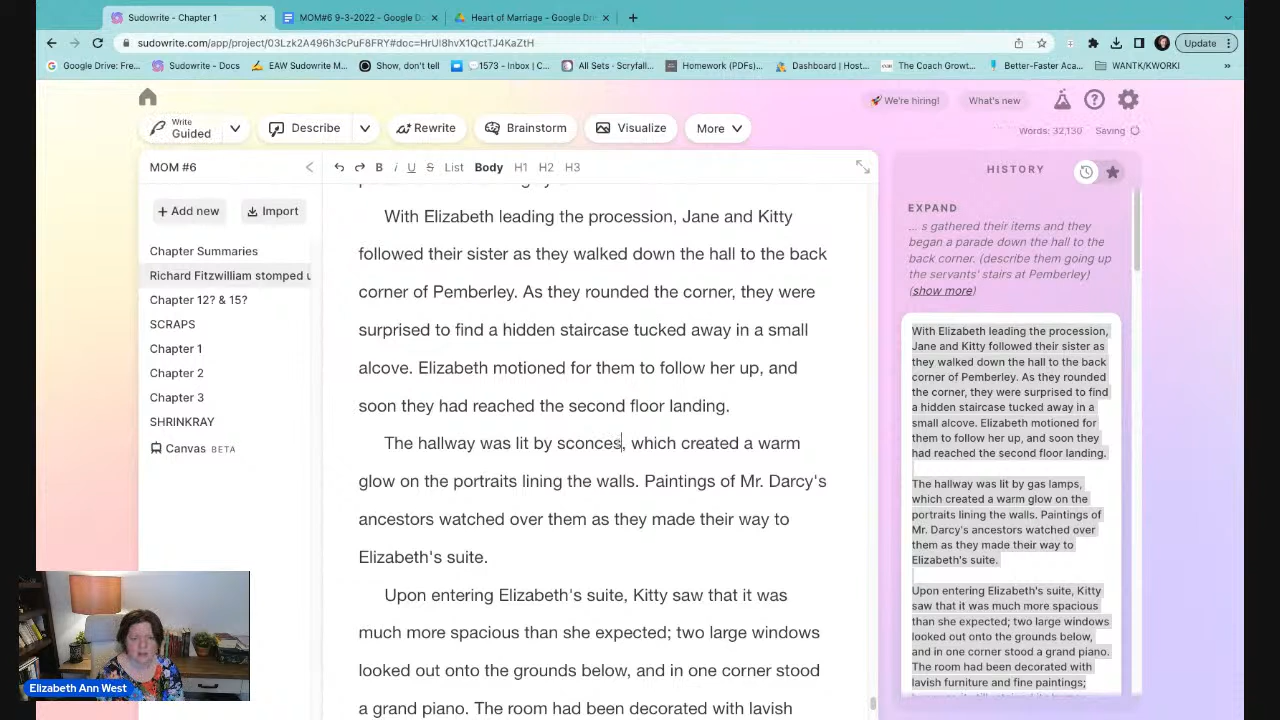 Sudowrite - Chapter 1
MOM#6 9-3-2022 - Google D
Heart of Marriage - Google Dri
sudowrite.com/app/project/03Lzk2A496h3cPuF8FRY#doc=HrUl8hvX1QctTJ4KaZtH
Update
Google Drive: Fre...
Sudowrite - Docs
EAW Sudowrite M...
Show, don't tell
1573 - Inbox | C...
All Sets · Scryfall...
Homework (PDFs)...
Dashboard | Host...
The Coach Growt...
Better-Faster Aca...
WANTK/KWORKI
We're hiring!
What's new
Write
Guided
Describe
Rewrite
Brainstorm
Visualize
More
Words: 32,130
Saving
MOM #6
B i U S List Body H1 H2 H3
HISTORY
+ Add new
Import
Chapter Summaries
Richard Fitzwilliam stomped u
Chapter 12? & 15?
SCRAPS
Chapter 1
Chapter 2
Chapter 3
SHRINKRAY
Canvas BETA
With Elizabeth leading the procession, Jane and Kitty
followed their sister as they walked down the hall to the back
corner of Pemberley. As they rounded the corner, they were
surprised to find a hidden staircase tucked away in a small
alcove. Elizabeth motioned for them to follow her up, and
soon they had reached the second floor landing.
The hallway was lit by sconces, which created a warm
glow on the portraits lining the walls. Paintings of Mr. Darcy's
ancestors watched over them as they made their way to
Elizabeth's suite.
Upon entering Elizabeth's suite, Kitty saw that it was
much more spacious than she expected; two large windows
looked out onto the grounds below, and in one corner stood
a grand piano. The room had been decorated with lavish
EXPAND
... s gathered their items and they
began a parade down the hall to the
back corner. (describe them going up
the servants' stairs at Pemberley)
(show more)
With Elizabeth leading the procession,
Jane and Kitty followed their sister as
they walked down the hall to the back
corner of Pemberley. As they rounded
the corner, they were surprised to find
a hidden staircase tucked away in a
small alcove. Elizabeth motioned for
them to follow her up, and soon they
had reached the second floor landing.
The hallway was lit by gas lamps,
which created a warm glow on the
portraits lining the walls. Paintings of
Mr. Darcy's ancestors watched over
them as they made their way to
Elizabeth's suite.
Upon entering Elizabeth's suite, Kitty
saw that it was much more spacious
than she expected; two large windows
looked out onto the grounds below,
and in one corner stood a grand piano.
The room had been decorated with
lavish furniture and fine paintings;
Elizabeth Ann West